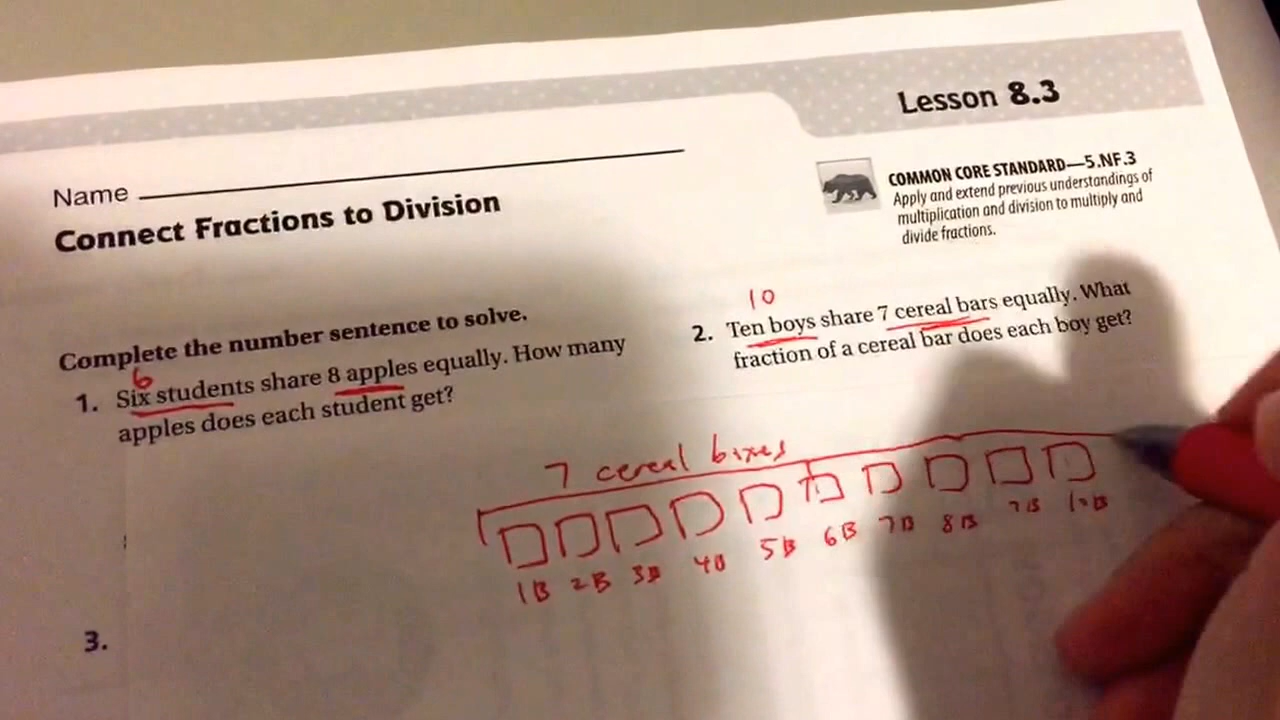 Lesson 8.3
COMMON CORE STANDARD—5.NF.3
Apply and extend previous understandings of
multiplication and division to multiply and
divide fractions.
Name
Connect Fractions to Division
Complete the number sentence to solve.
6
1. Six students share 8 apples equally. How many
apples does each student get?
10
2. Ten boys share 7 cereal bars equally. What
fraction of a cereal bar does each boy get?
7 cereal
1B 2B 3B 4B 5B 6B 7B 8B 10B
3.